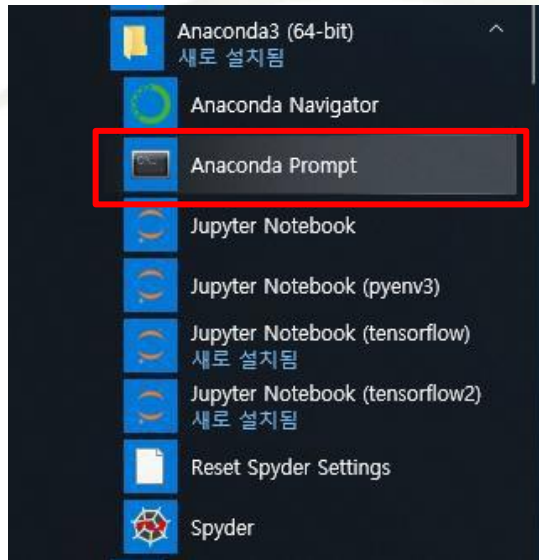 Anaconda3 (64-bit)
새로 설치됨
Anaconda Navigator
Anaconda Prompt
Jupyter Notebook
Jupyter Notebook (pyenv3)
Jupyter Notebook (tensorflow)
새로 설치됨
Jupyter Notebook (tensorflow2)
새로 설치됨
Reset Spyder Settings
Spyder